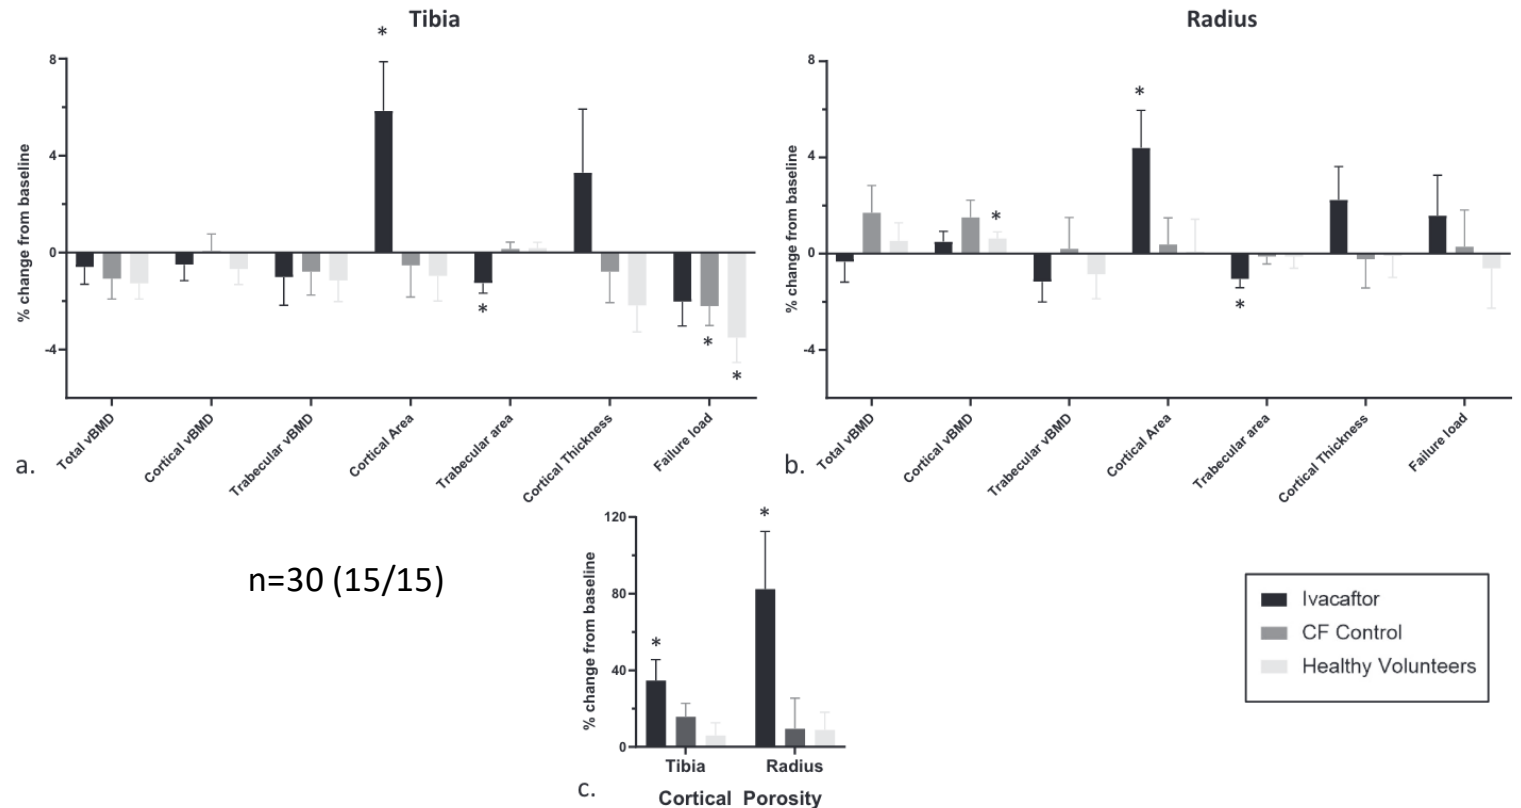 Tibia
*
8
4
0
-4
% change from baseline
*
*
*
Total vBMD
Cortical vBMD
Trabecular vBMD
Cortical Area
Trabecular area
Cortical Thickness
Failure load
a.
Radius
8
4
0
-4
% change from baseline
*
*
*
Total vBMD
Cortical vBMD
Trabecular vBMD
Cortical Area
Trabecular area
Cortical Thickness
Failure load
b.
n=30 (15/15)
120
80
40
0
% change from baseline
*
*
Tibia
Radius
Cortical Porosity
c.
Ivacaftor
CF Control
Healthy Volunteers